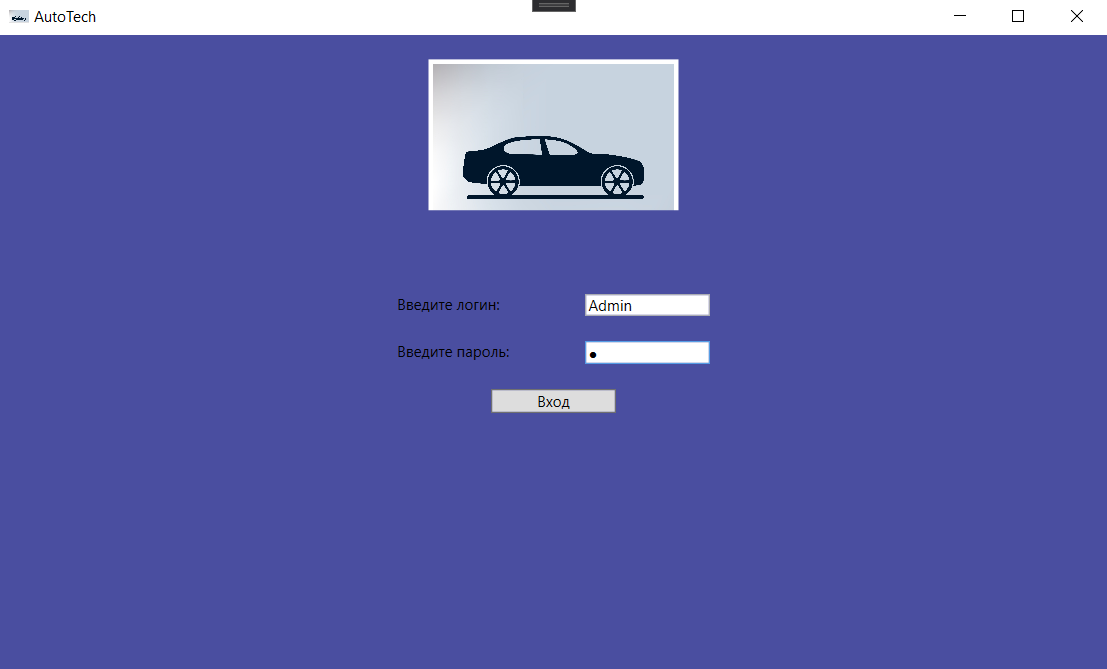 AutoTech
Введите логин:
Admin
Введите пароль:
●
Вход